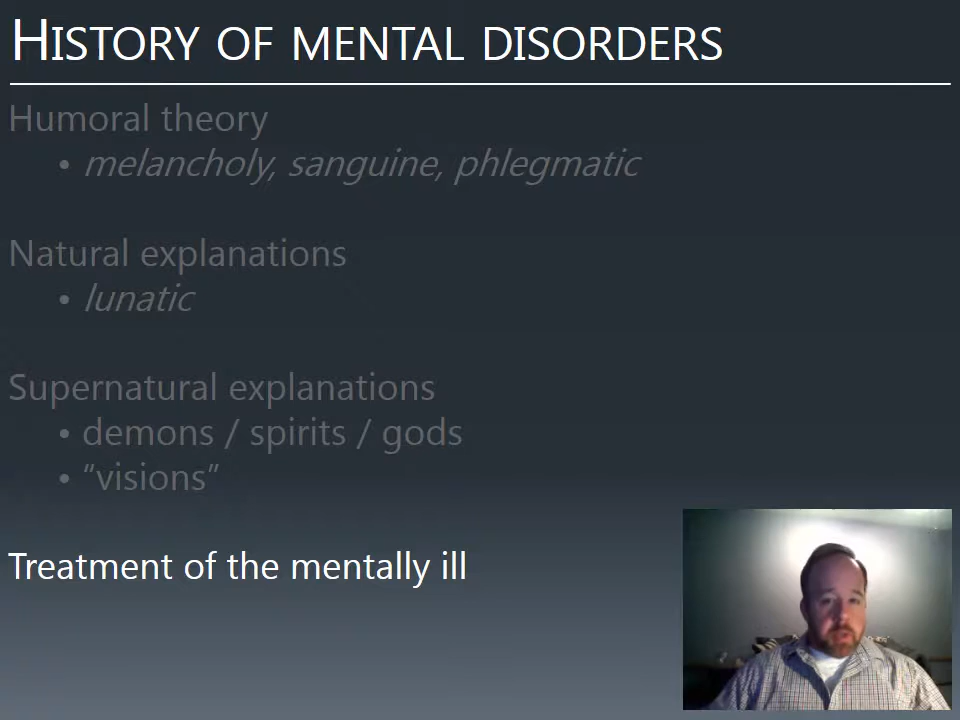 HISTORY OF MENTAL DISORDERS
Humoral theory
• melancholy, sanguine, phlegmatic
Natural explanations
• lunatic
Supernatural explanations
• demons / spirits / gods
• “visions”
Treatment of the mentally ill